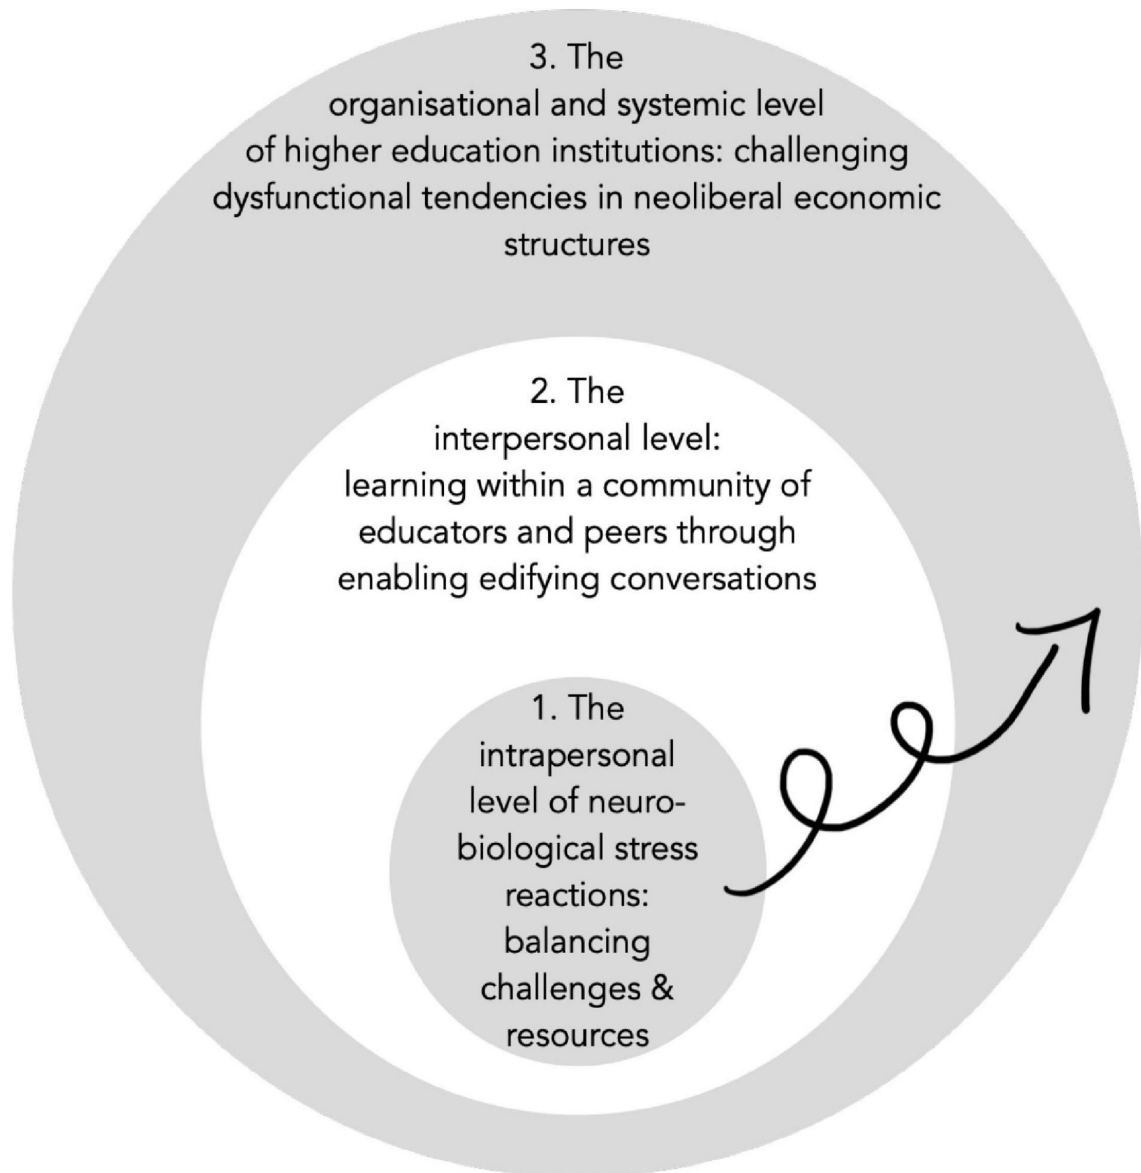 3. The
organisational and systemic level
of higher education institutions: challenging
dysfunctional tendencies in neoliberal economic
structures
2. The
interpersonal level:
learning within a community of
educators and peers through
enabling edifying conversations
1. The
intrapersonal
level of neuro-
biological stress
reactions:
balancing
challenges &
resources